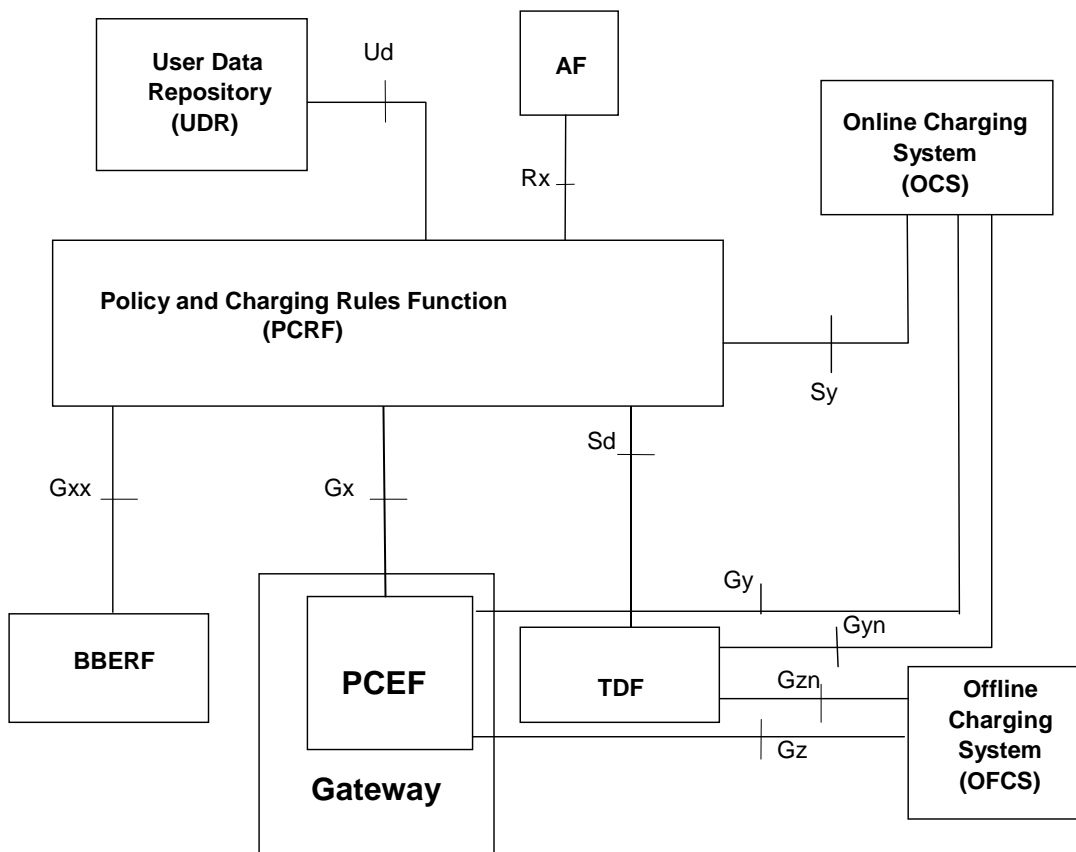 User Data
Repository
(UDR)
Ud
AF
Rx
Online Charging
System
(OCS)
Policy and Charging Rules Function
(PCRF)
Sy
Sd
Gxx
Gx
Gy
Gyn
BBERF
PCEF
TDF
Gzn
Gz
Offline
Charging
System
(OFCS)
Gateway